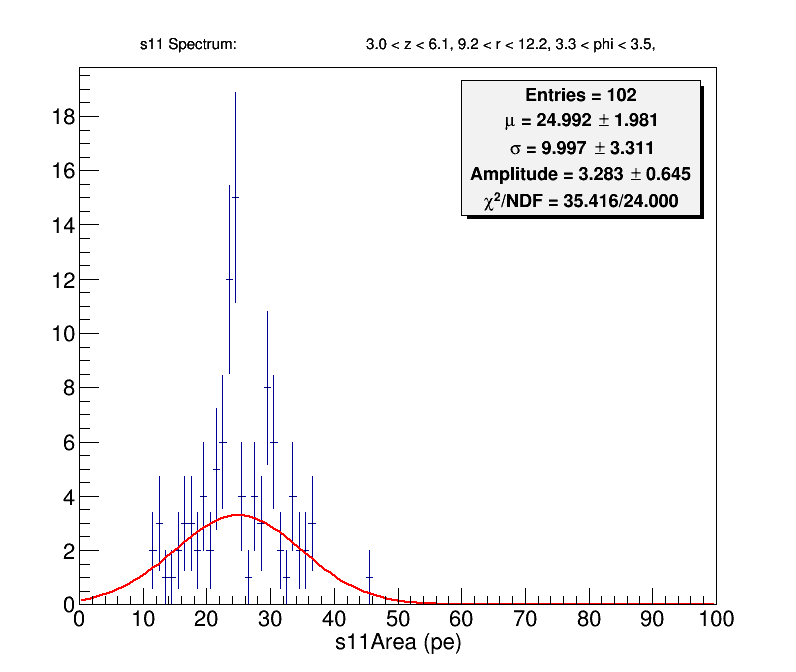 s11 Spectrum: 3.0 < z < 6.1, 9.2 < r < 12.2, 3.3 < phi < 3.5,
Entries = 102
μ = 24.992 ± 1.981
σ = 9.997 ± 3.311
Amplitude = 3.283 ± 0.645
χ²/NDF = 35.416/24.000
18
16
14
12
10
8
6
4
2
0
0 10 20 30 40 50 60 70 80 90 100
s11Area (pe)